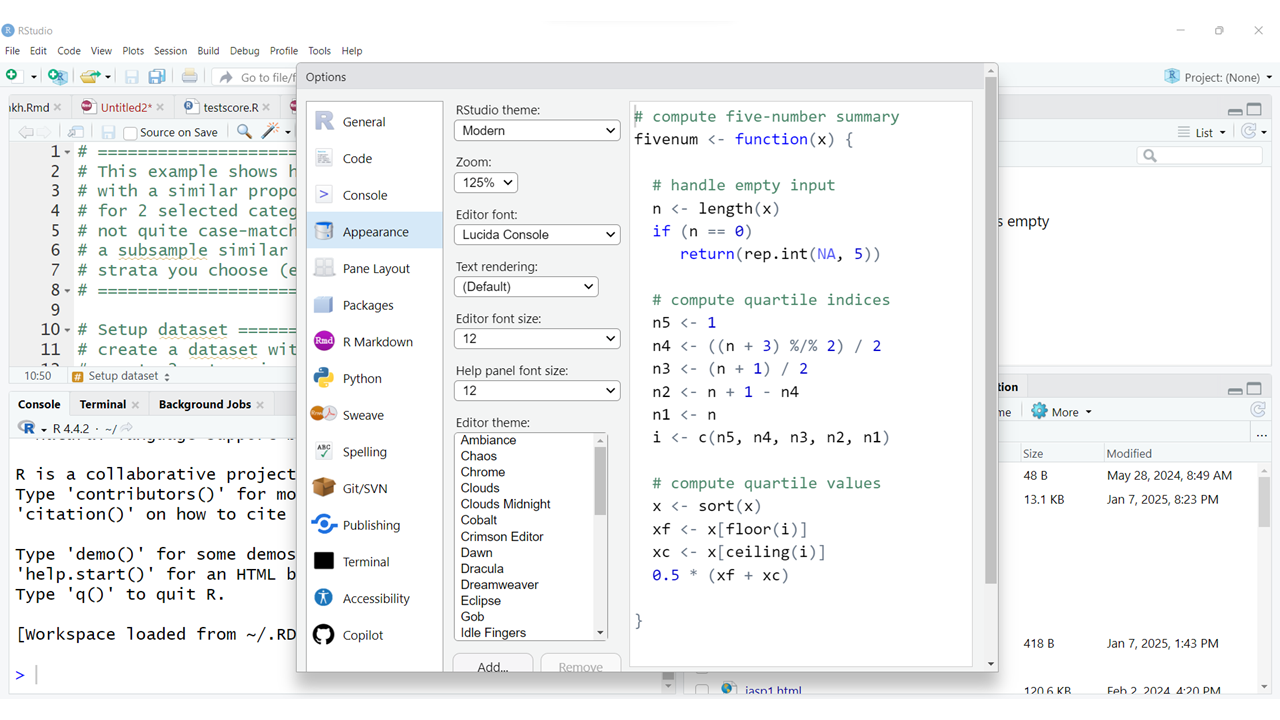 RStudio
File Edit Code View Plots Session Build Debug Profile Tools Help
Go to file/f
Project: (None)
Options
nkh.Rmd
Untitled2*
testscore.R
Source on Save
List
1 # =====================
2 # This example shows h
3 # with a similar propo
4 # for 2 selected categ
5 # not quite case-match
6 # a subsample similar
7 # strata you choose (e
8 # =====================
9
10 # Setup dataset ======
11 # create a dataset wit
10:50 Setup dataset
Console Terminal Background Jobs
R 4.4.2 · ~/
R is a collaborative project
Type 'contributors()' for mo
'citation()' on how to cite
Type 'demo()' for some demos
'help.start()' for an HTML b
Type 'q()' to quit R.
[Workspace loaded from ~/.RD
>
General
Code
Console
Appearance
Pane Layout
Packages
Rmd R Markdown
Python
Sweave
ABC Spelling
Git/SVN
Publishing
Terminal
Accessibility
Copilot
RStudio theme:
Modern
Zoom:
125%
Editor font:
Lucida Console
Text rendering:
(Default)
Editor font size:
12
Help panel font size:
12
Editor theme:
Ambiance
Chaos
Chrome
Clouds
Clouds Midnight
Cobalt
Crimson Editor
Dawn
Dracula
Dreamweaver
Eclipse
Gob
Idle Fingers
Add...
Remove
# compute five-number summary
fivenum <- function(x) {
# handle empty input
n <- length(x)
if (n == 0)
return(rep.int(NA, 5))
# compute quartile indices
n5 <- 1
n4 <- ((n + 3) %/% 2) / 2
n3 <- (n + 1) / 2
n2 <- n + 1 - n4
n1 <- n
i <- c(n5, n4, n3, n2, n1)
# compute quartile values
x <- sort(x)
xf <- x[floor(i)]
xc <- x[ceiling(i)]
0.5 * (xf + xc)
}
s empty
tion
me
More
...
Size Modified
48 B May 28, 2024, 8:49 AM
13.1 KB Jan 7, 2025, 8:23 PM
418 B Jan 7, 2025, 1:43 PM
jasp1.html 120.6 KB Feb 2, 2024, 4:20 PM